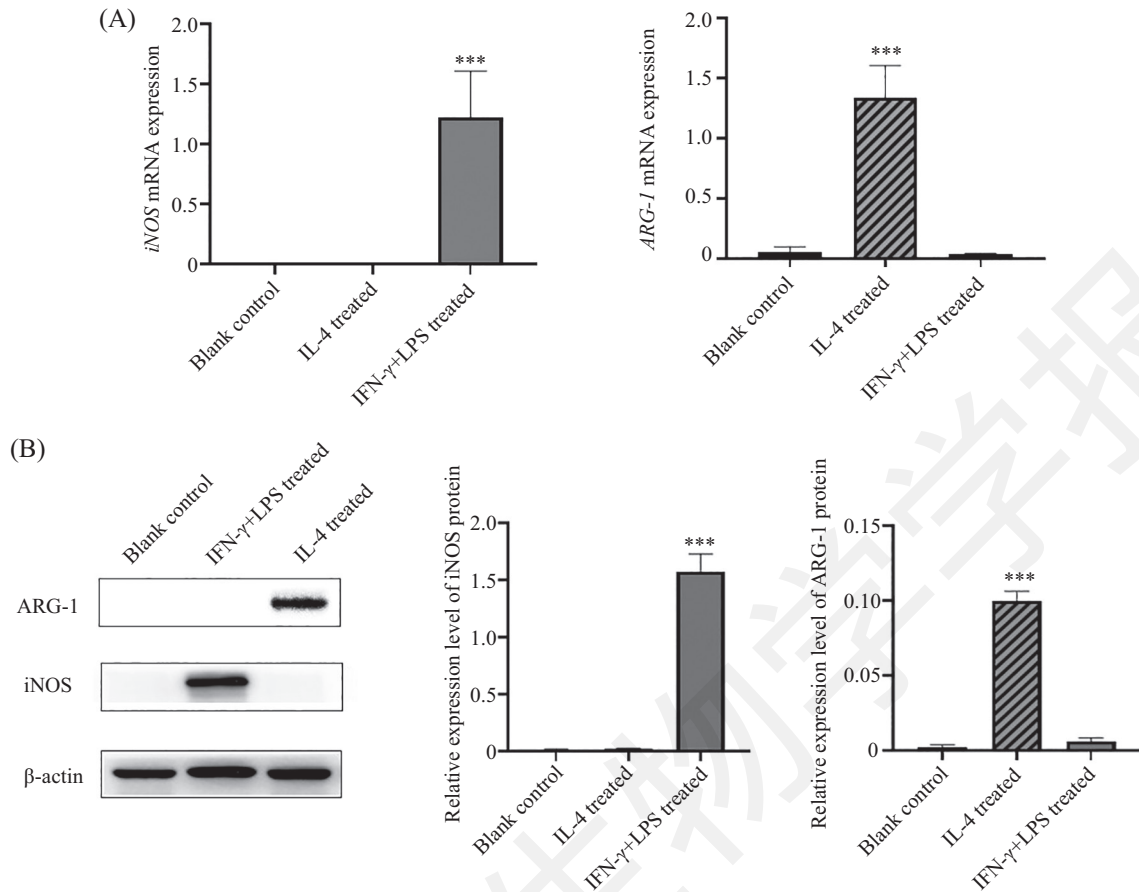 (A)
2.0
1.5
1.0
0.5
0
iNOS mRNA expression
***
Blank control
IL-4 treated
IFN-γ+LPS treated
2.0
1.5
1.0
0.5
0
ARG-1 mRNA expression
***
Blank control
IL-4 treated
IFN-γ+LPS treated
(B)
Blank control
IFN-γ+LPS treated
IL-4 treated
ARG-1
iNOS
β-actin
Relative expression level of iNOS protein
2.0
1.5
1.0
0.5
0
***
Blank control
IL-4 treated
IFN-γ+LPS treated
Relative expression level of ARG-1 protein
0.15
0.10
0.05
0
***
Blank control
IL-4 treated
IFN-γ+LPS treated
生物学学报